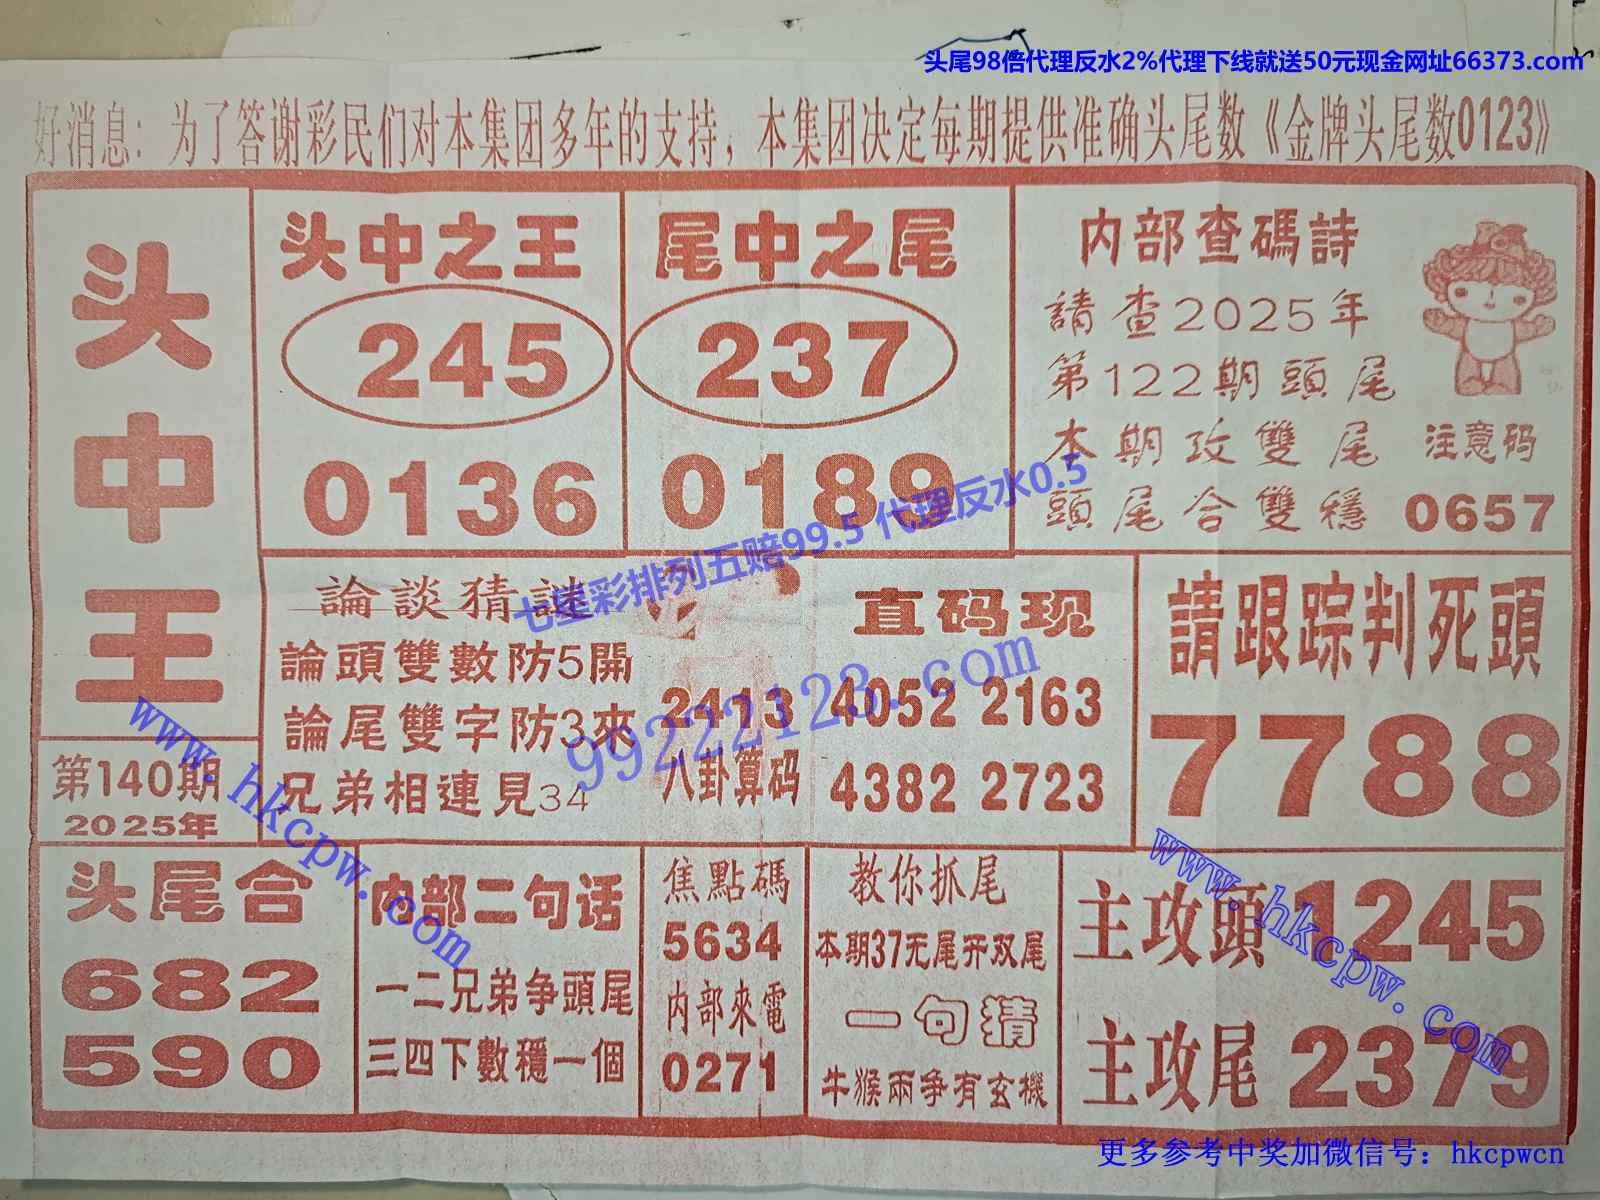 头尾98倍代理反水2%代理下线就送50元现金网址66373.com
好消息：为了答谢彩民们对本集团多年的支持，本集团决定每期提供准确头尾数《金牌头尾数0123》
头中王
第140期
2025年
头中之王
245
0136
尾中之尾
237
0189
内部查碼詩
請查2025年
第122期頭尾
本期攻雙尾
頭尾合雙穩
注意码
0657
七星彩排列五赔99.5 代理反水0.5
99222123.com
論談猜謎
論頭雙數防5開
論尾雙字防3來
兄弟相連見34
2413
八卦算码
直码现
4052 2163
4382 2723
請跟踪判死頭
7788
www.hkcpw.com
www.hkcpw.com
头尾合
682
590
内部二句话
一二兄弟争頭尾
三四下數穩一個
焦點碼
5634
内部來電
0271
教你抓尾
本期37无尾开双尾
一句猜
牛猴兩争有玄機
主攻頭1245
主攻尾2379
更多参考中奖加微信号：hkcpwcn